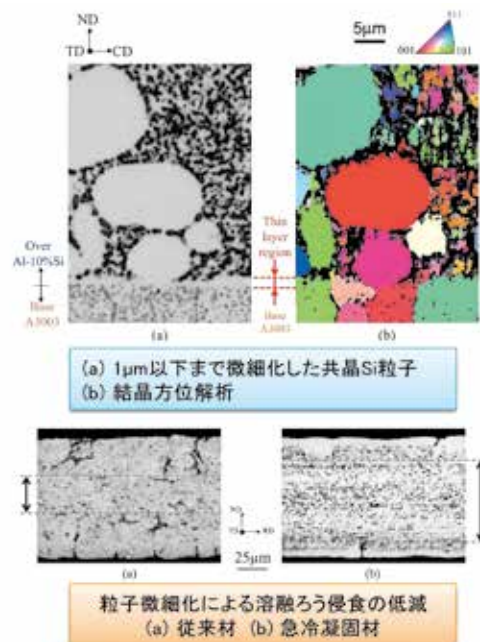 ND
TD CD
5μm
001 101
Over
Al-10%Si
Base
A3003
Thin
layer
region
Base
A3003
(a) (b)
(a) 1μm以下まで微細化した共晶Si粒子
(b) 結晶方位解析
25μm
(a) (b)
粒子微細化による溶融ろう侵食の低減
(a) 従来材 (b) 急冷凝固材